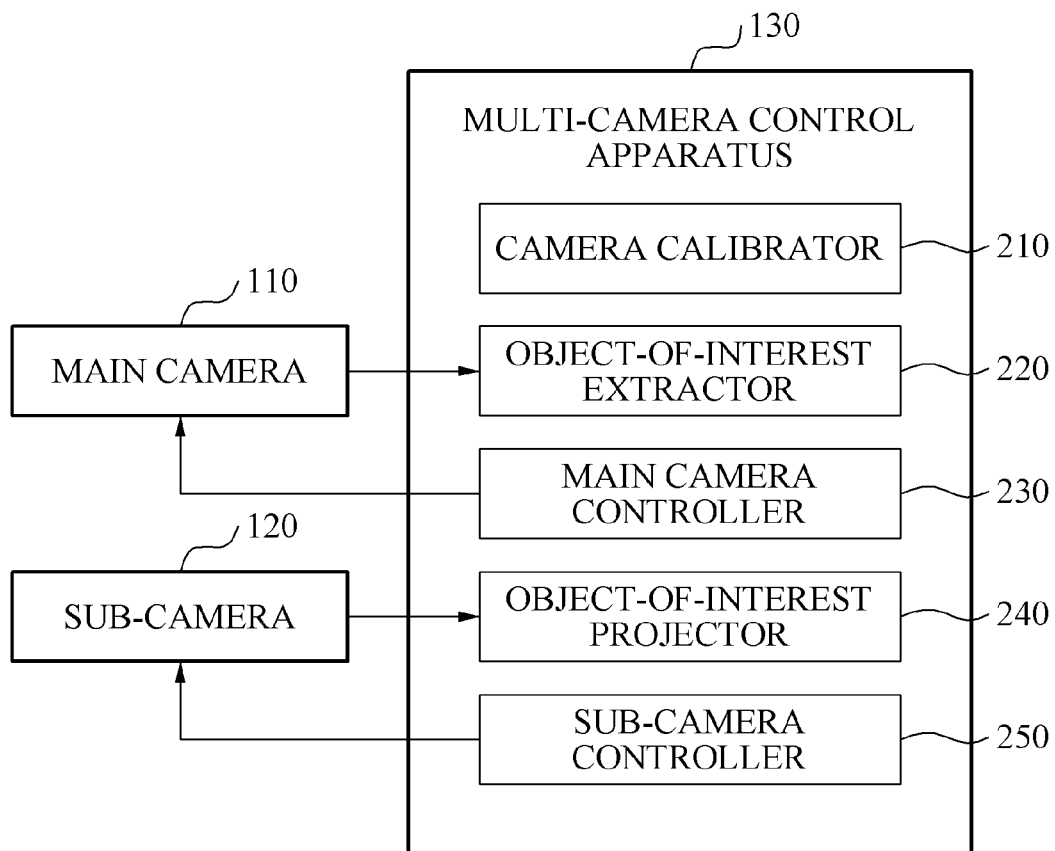 130
MULTI-CAMERA CONTROL
APPARATUS
CAMERA CALIBRATOR
210
110
MAIN CAMERA
OBJECT-OF-INTEREST
EXTRACTOR
220
MAIN CAMERA
CONTROLLER
230
120
SUB-CAMERA
OBJECT-OF-INTEREST
PROJECTOR
240
SUB-CAMERA
CONTROLLER
250